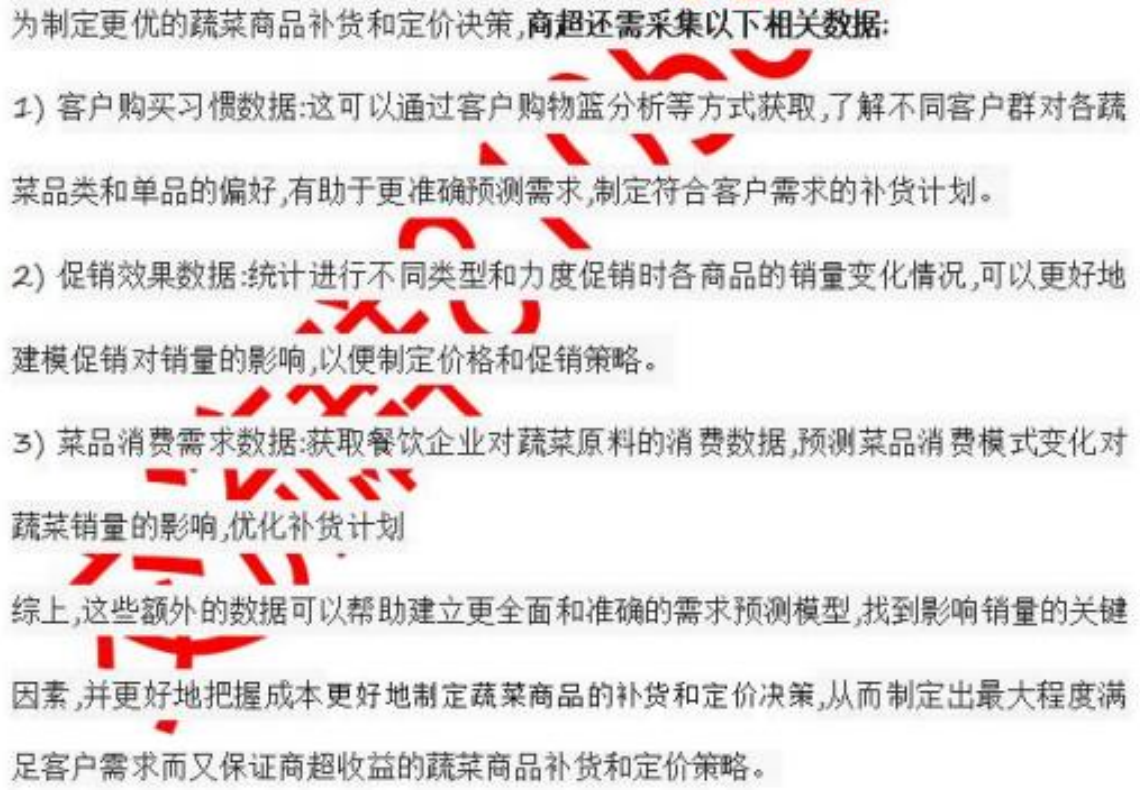 为制定更优的蔬菜商品补货和定价决策,商超还需采集以下相关数据:
1) 客户购买习惯数据:这可以通过客户购物篮分析等方式获取,了解不同客户群对各蔬
菜品类和单品的偏好,有助于更准确预测需求,制定符合客户需求的补货计划。
2) 促销效果数据:统计进行不同类型和力度促销时各商品的销量变化情况,可以更好地
建模促销对销量的影响,以便制定价格和促销策略。
3) 菜品消费需求数据:获取餐饮企业对蔬菜原料的消费数据,预测菜品消费模式变化对
蔬菜销量的影响,优化补货计划
综上,这些额外的数据可以帮助建立更全面和准确的需求预测模型,找到影响销量的关键
因素,并更好地把握成本更好地制定蔬菜商品的补货和定价决策,从而制定出最大程度满
足客户需求而又保证商超收益的蔬菜商品补货和定价策略。